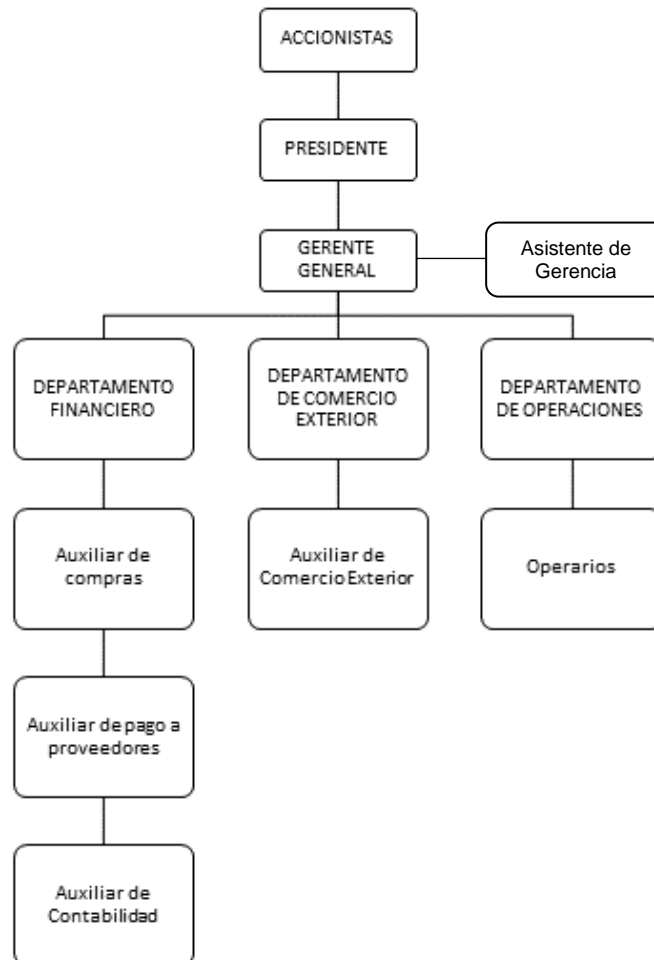 ACCIONISTAS
PRESIDENTE
GERENTE
GENERAL
Asistente de
Gerencia
DEPARTAMENTO
FINANCIERO
DEPARTAMENTO
DE COMERCIO
EXTERIOR
DEPARTAMENTO
DE OPERACIONES
Auxiliar de
compras
Auxiliar de
Comercio Exterior
Operarios
Auxiliar de pago a
proveedores
Auxiliar de
Contabilidad